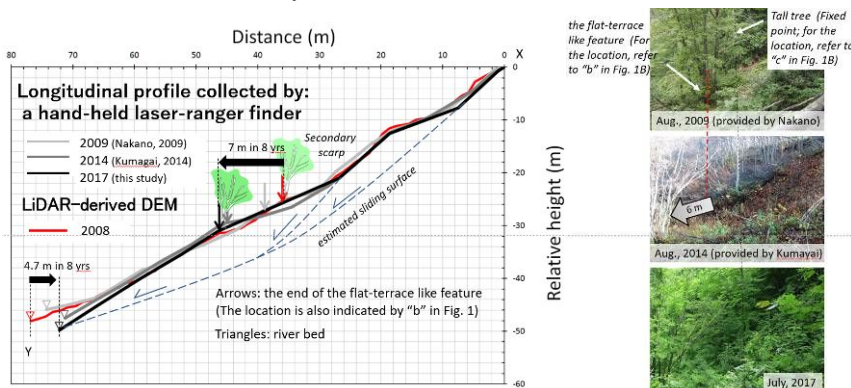 Distance (m)
X
80
70
60
50
40
30
20
10
0
0
-10
-20
-30
-40
-50
-60
Relative height (m)
Longitudinal profile collected by:
a hand-held laser-ranger finder
2009 (Nakano, 2009)
2014 (Kumagai, 2014)
2017 (this study)
LiDAR-derived DEM
2008
7 m in 8 yrs
Secondary
scarp
estimated sliding surface
4.7 m in 8 yrs
Y
Arrows: the end of the flat-terrace like feature
(The location is also indicated by “b” in Fig. 1)
Triangles: river bed
the flat-terrace
like feature (For
the location, refer
to “b” in Fig. 1B)
Tall tree (Fixed
point; for the
location, refer to
“c” in Fig. 1B)
Aug., 2009 (provided by Nakano)
6 m
Aug., 2014 (provided by Kumayai)
July, 2017